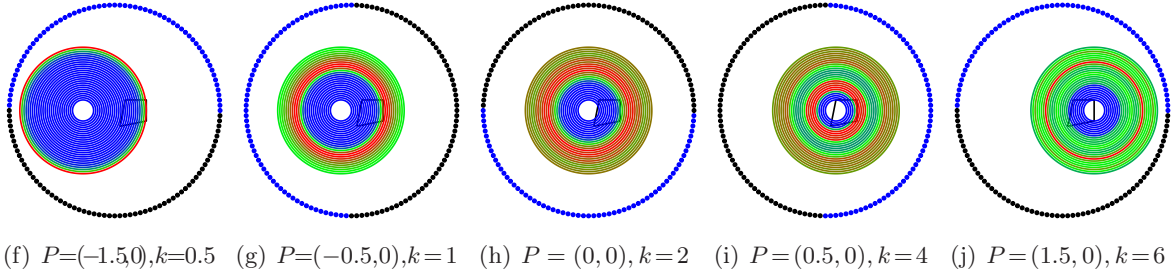 (f) P=(−1.5,0),k=0.5 (g) P=(−0.5,0),k=1 (h) P = (0,0), k=2 (i) P=(0.5,0), k=4 (j) P=(1.5,0), k=6